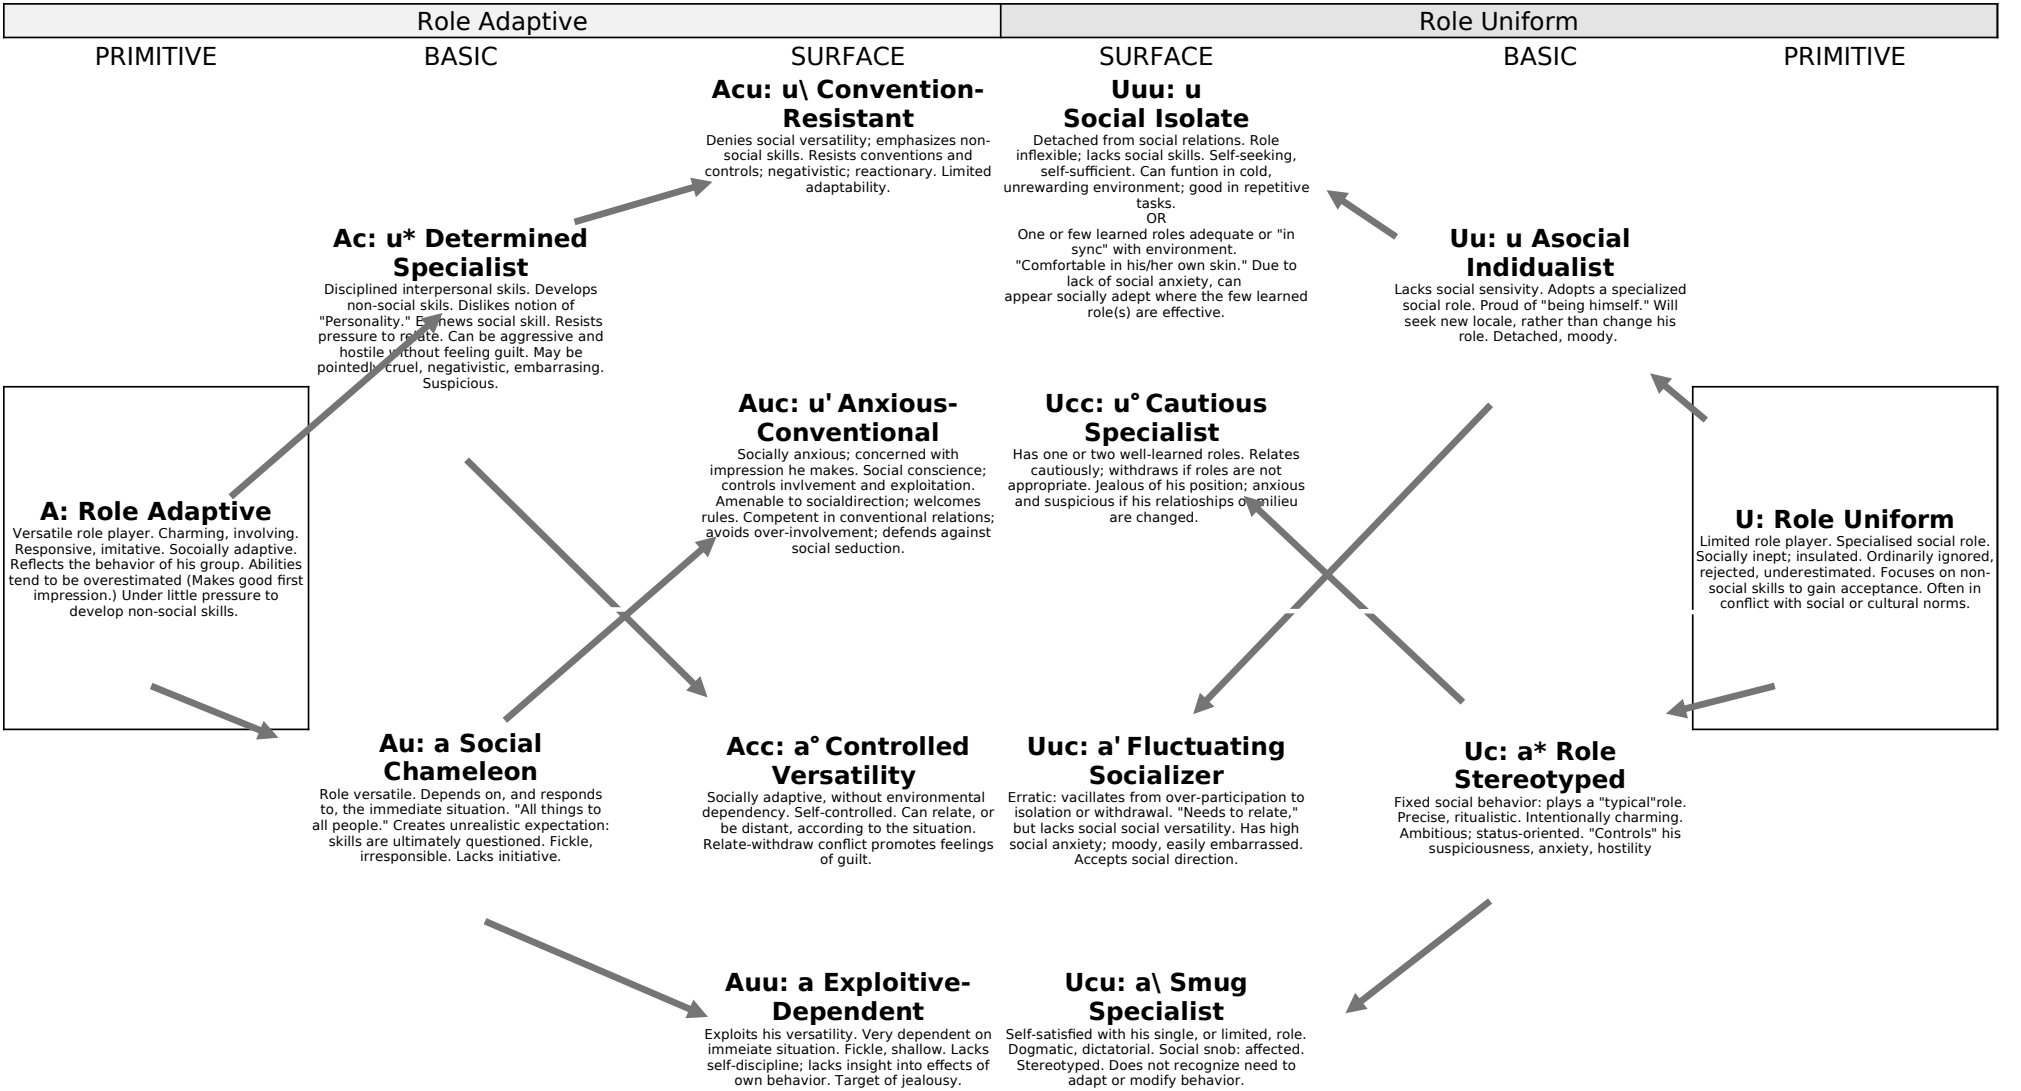 Role Adaptive
Role Uniform
PRIMITIVE
BASIC
SURFACE
SURFACE
BASIC
PRIMITIVE
Acu: u\ Convention-
Resistant
Denies social versatility; emphasizes non-
social skills. Resists conventions and
controls; negativistic; reactionary. Limited
adaptability.
Uuu: u
Social Isolate
Detached from social relations. Role
inflexible; lacks social skills. Self-seeking,
self-sufficient. Can funtion in cold,
unrewarding environment; good in repetitive
tasks.
OR
One or few learned roles adequate or "in
sync" with environment.
"Comfortable in his/her own skin." Due to
lack of social anxiety, can
appear socially adept where the few learned
role(s) are effective.
Ac: u* Determined
Specialist
Disciplined interpersonal skils. Develops
non-social skils. Dislikes notion of
"Personality." social skill. Resists
pressure to relate. Can be aggressive and
hostile without feeling guilt. May be
pointedly cruel, negativistic, embarrasing.
Suspicious.
Uu: u Asocial
Indidualist
Lacks social sensivity. Adopts a specialized
social role. Proud of "being himself." Will
seek new locale, rather than change his
role. Detached, moody.
Auc: u' Anxious-
Conventional
Socially anxious; concerned with
impression he makes. Social conscience;
controls invlvement and exploitation.
Amenable to socialdirection; welcomes
rules. Competent in conventional relations;
avoids over-involvement; defends against
social seduction.
Ucc: u° Cautious
Specialist
Has one or two well-learned roles. Relates
cautiously; withdraws if roles are not
appropriate. Jealous of his position; anxious
and suspicious if his relatioships or milieu
are changed.
A: Role Adaptive
Versatile role player. Charming, involving.
Responsive, imitative. Socoially adaptive.
Reflects the behavior of his group. Abilities
tend to be overestimated (Makes good first
impression.) Under little pressure to
develop non-social skills.
U: Role Uniform
Limited role player. Specialised social role.
Socially inept; insulated. Ordinarily ignored,
rejected, underestimated. Focuses on non-
social skills to gain acceptance. Often in
conflict with social or cultural norms.
Au: a Social
Chameleon
Role versatile. Depends on, and responds
to, the immediate situation. "All things to
all people." Creates unrealistic expectation:
skills are ultimately questioned. Fickle,
irresponsible. Lacks initiative.
Acc: a° Controlled
Versatility
Socially adaptive, without environmental
dependency. Self-controlled. Can relate, or
be distant, according to the situation.
Relate-withdraw conflict promotes feelings
of guilt.
Uuc: a' Fluctuating
Socializer
Erratic: vacillates from over-participation to
isolation or withdrawal. "Needs to relate,"
but lacks social social versatility. Has high
social anxiety; moody, easily embarrassed.
Accepts social direction.
Uc: a* Role
Stereotyped
Fixed social behavior: plays a "typical"role.
Precise, ritualistic. Intentionally charming.
Ambitious; status-oriented. "Controls" his
suspiciousness, anxiety, hostility
Auu: a Exploitive-
Dependent
Exploits his versatility. Very dependent on
immeiate situation. Fickle, shallow. Lacks
self-discipline; lacks insight into effects of
own behavior. Target of jealousy.
Ucu: a\ Smug
Specialist
Self-satisfied with his single, or limited, role.
Dogmatic, dictatorial. Social snob: affected.
Stereotyped. Does not recognize need to
adapt or modify behavior.